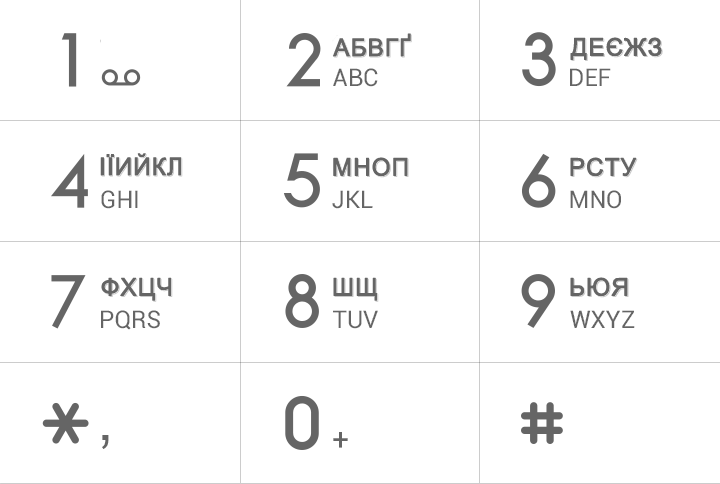 1
2 АБВГҐ
ABC
3 ДЕЄЖЗ
DEF
4 ІЇИЙКЛ
GHI
5 МНОП
JKL
6 РСТУ
MNO
7 ФХЦЧ
PQRS
8 ШЩ
TUV
9 ЬЮЯ
WXYZ
* ,
0 +
#